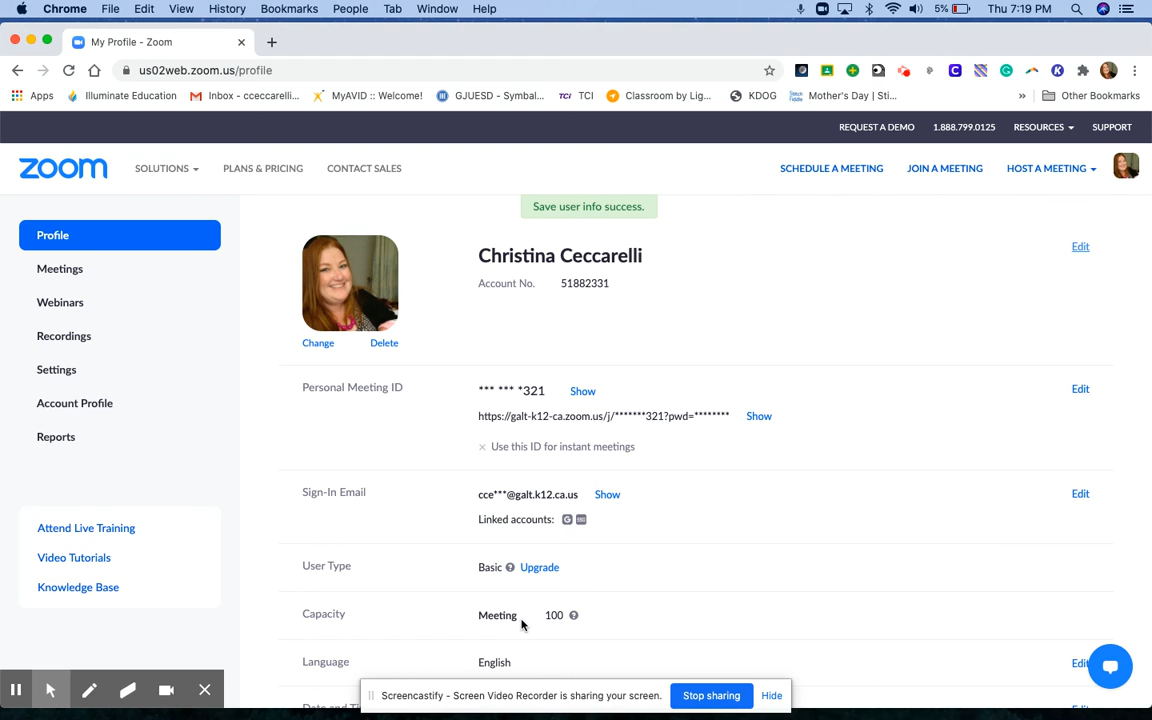 Chrome File Edit View History Bookmarks People Tab Window Help 5% Thu 7:19 PM
My Profile - Zoom
us02web.zoom.us/profile
Apps Illuminate Education Inbox - cceccarelli... MyAVID :: Welcome! GJUESD - Symbal... TCI TCI Classroom by Lig... KDOG Mother's Day | Sti... » Other Bookmarks
REQUEST A DEMO 1.888.799.0125 RESOURCES SUPPORT
zoom SOLUTIONS PLANS & PRICING CONTACT SALES SCHEDULE A MEETING JOIN A MEETING HOST A MEETING
Save user info success.
Profile
Meetings
Webinars
Recordings
Settings
Account Profile
Reports
Attend Live Training
Video Tutorials
Knowledge Base
Christina Ceccarelli Edit
Account No. 51882331
Change Delete
Personal Meeting ID *** *** *321 Show Edit
https://galt-k12-ca.zoom.us/j/*******321?pwd=******** Show
× Use this ID for instant meetings
Sign-In Email cce***@galt.k12.ca.us Show Edit
Linked accounts:
User Type Basic ? Upgrade
Capacity Meeting 100 ?
Language English Edit
Screencastify - Screen Video Recorder is sharing your screen. Stop sharing Hide